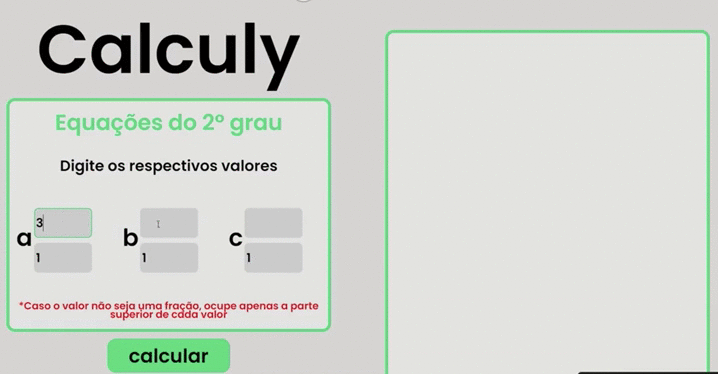 Calculy
Equações do 2º grau
Digite os respectivos valores
3
a b c
1 1 1
*Caso o valor não seja uma fração, ocupe apenas a parte
superior de cada valor
calcular